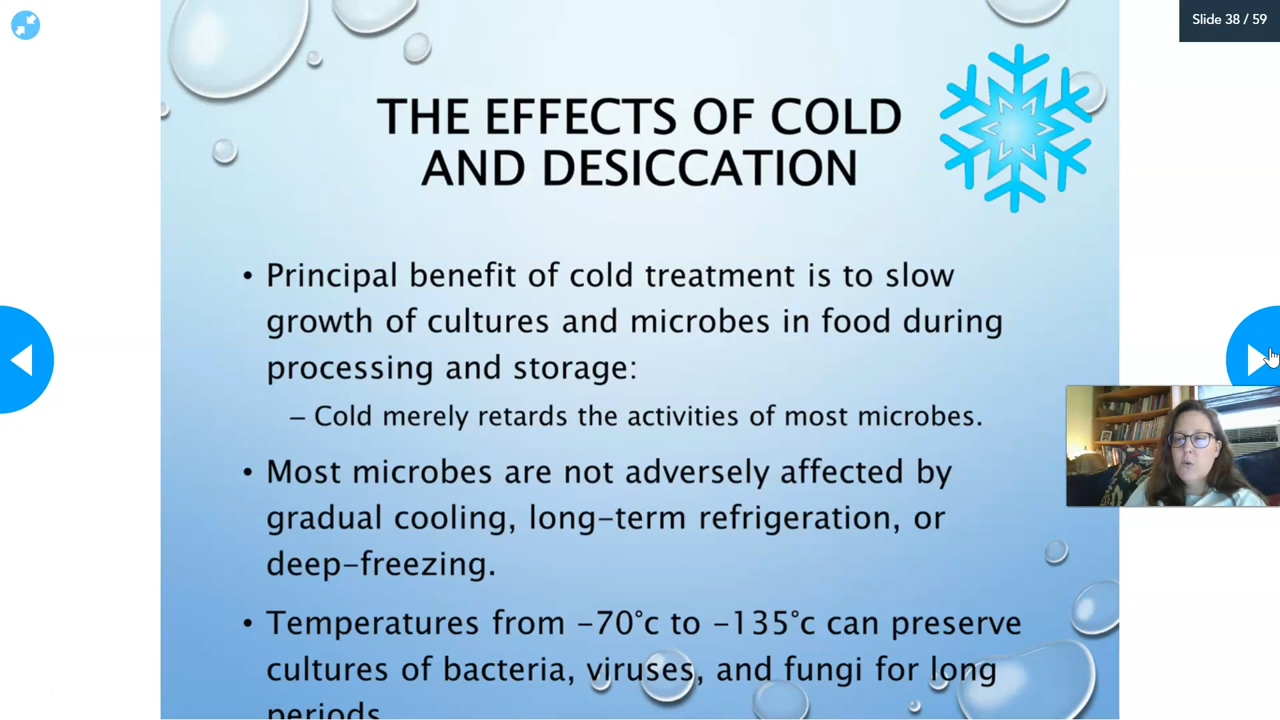 Slide 38 / 59
THE EFFECTS OF COLD
AND DESICCATION
• Principal benefit of cold treatment is to slow
growth of cultures and microbes in food during
processing and storage:
– Cold merely retards the activities of most microbes.
• Most microbes are not adversely affected by
gradual cooling, long-term refrigeration, or
deep-freezing.
• Temperatures from -70°c to -135°c can preserve
cultures of bacteria, viruses, and fungi for long
periods